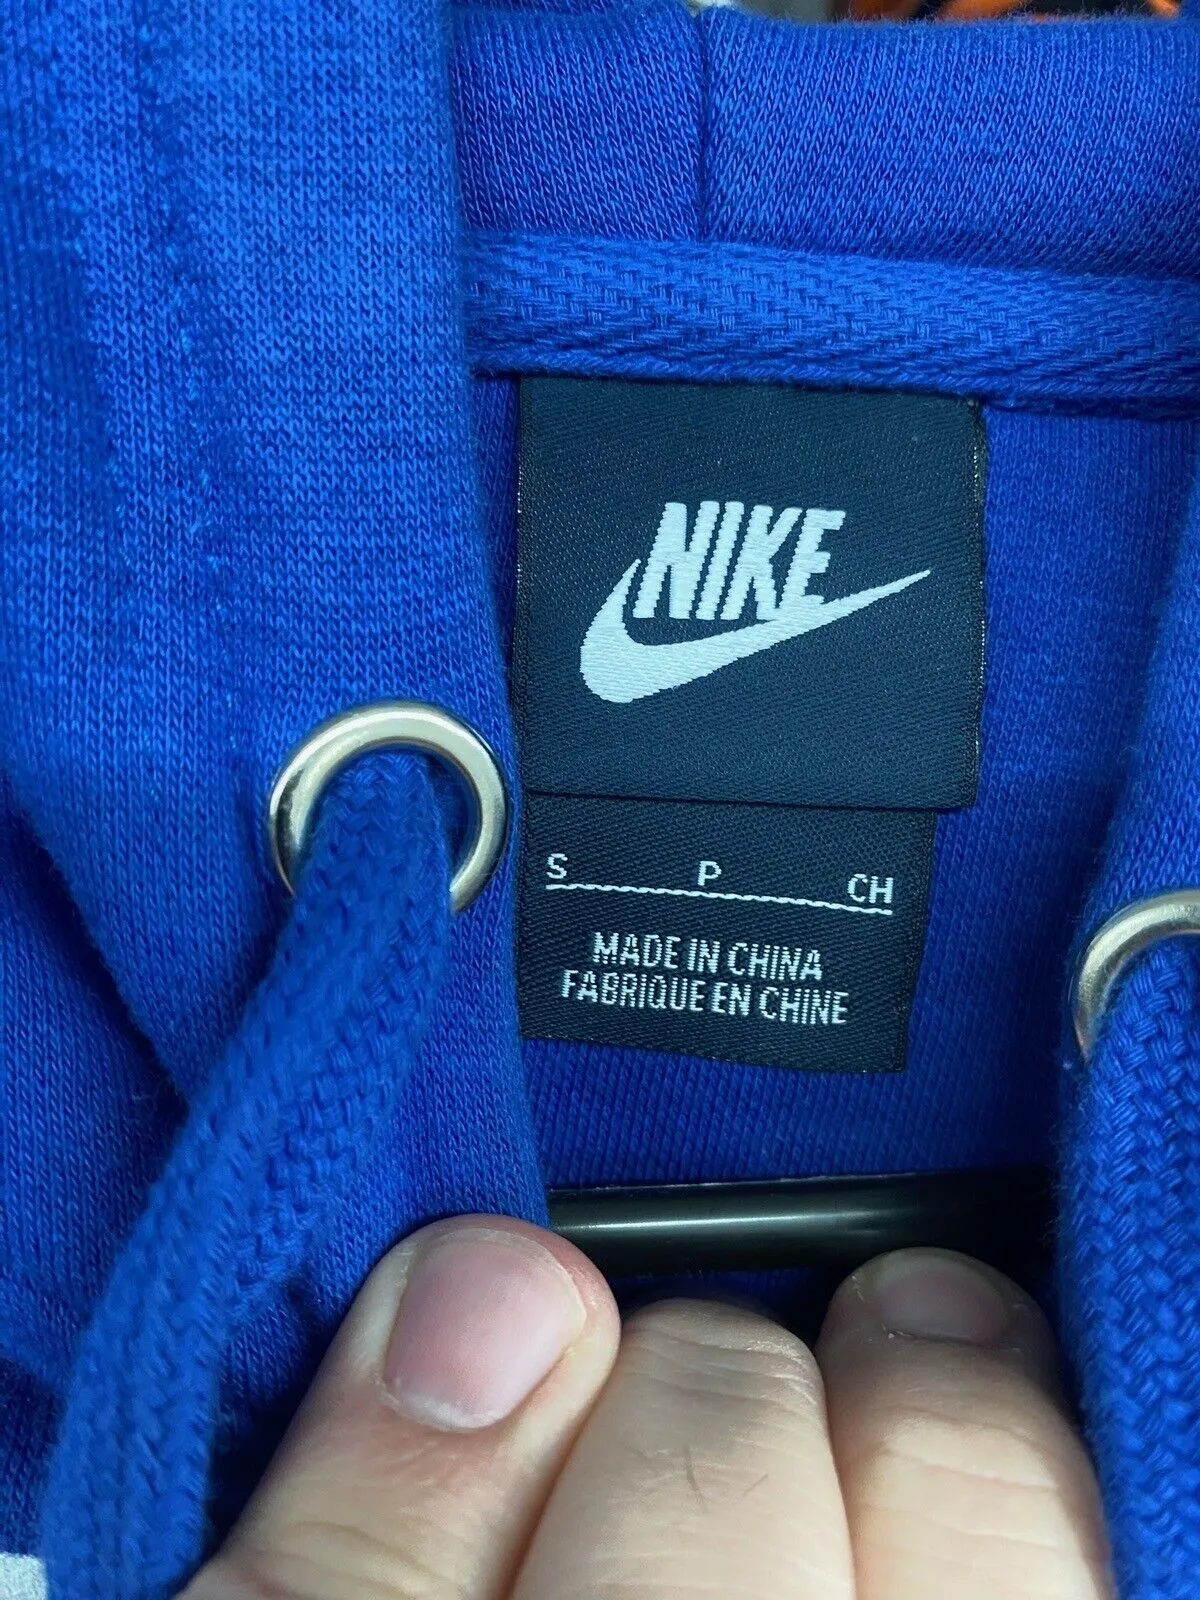 NIKE
S P CH
MADE IN CHINA
FABRIQUE EN CHINE